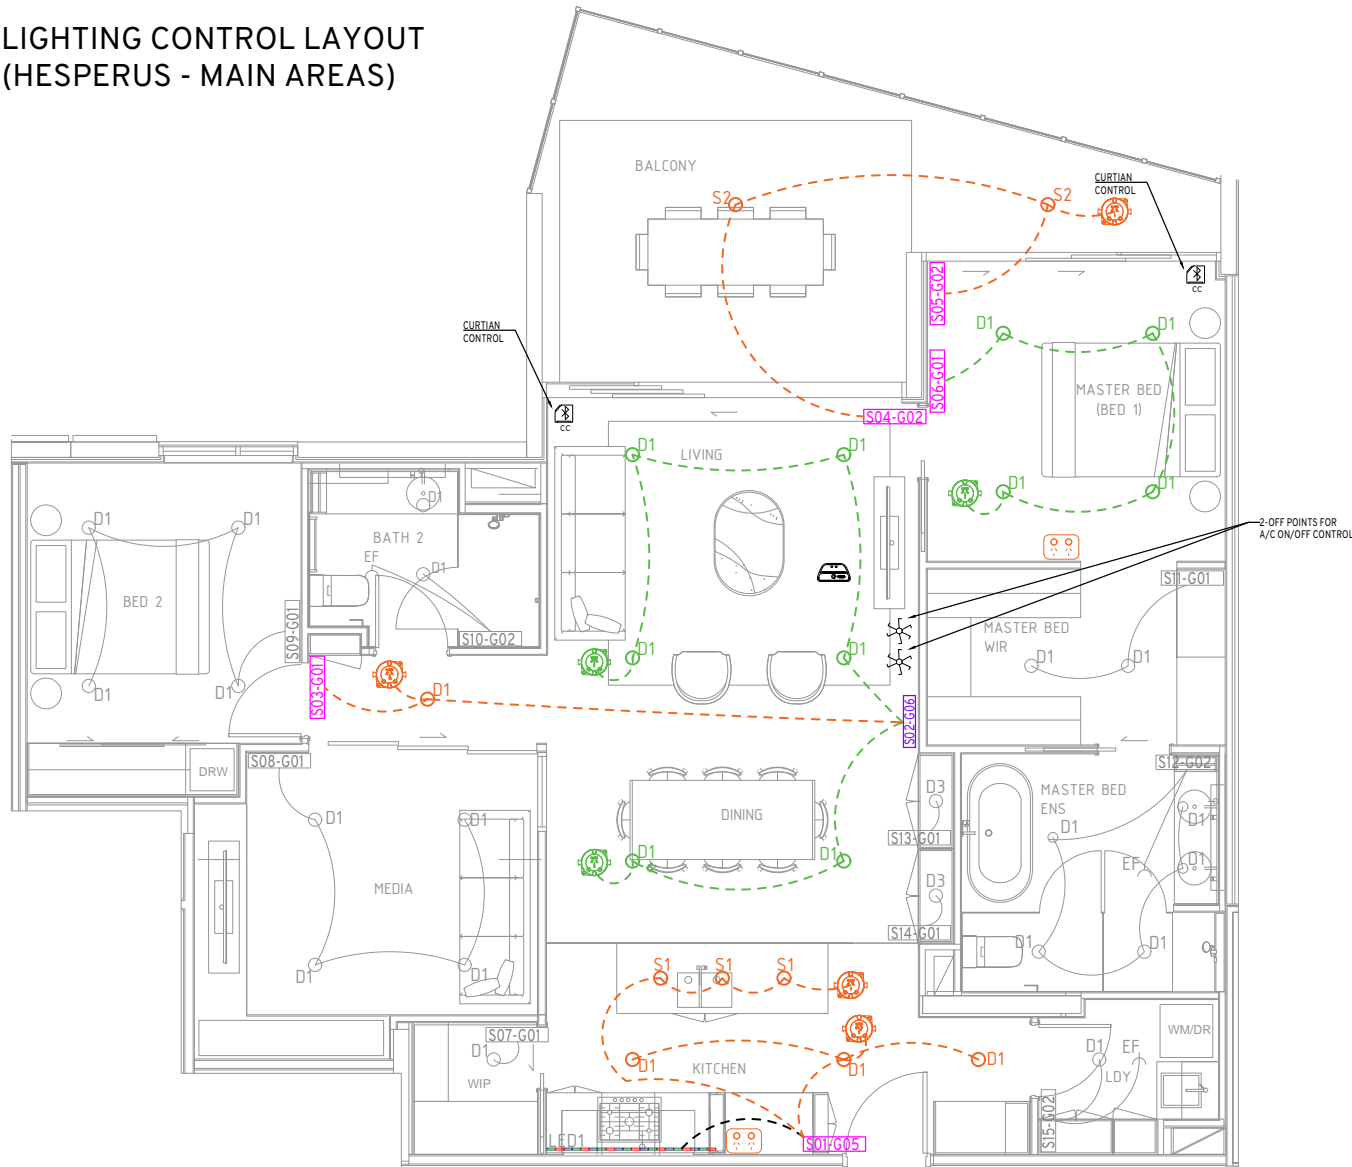 LIGHTING CONTROL LAYOUT
(HESPERUS - MAIN AREAS)
BALCONY
S2
S2
CURTIAN
CONTROL
CC
S05-G02
D1
D1
S06-G01
MASTER BED
(BED 1)
CURTIAN
CONTROL
CC
S04-G02
D1
LIVING
D1
D1
D1
2-OFF POINTS FOR
A/C ON/OFF CONTROL
D1
D1
D1
BATH 2
EF
D1
BED 2
S09-G01
S10-G02
D1
D1
S03-G01
D1
D1
D1
S11-G01
MASTER BED
WIR
D1
D1
S02-G06
S08-G01
DRW
S12-G02
MASTER BED
ENS
D1
D1
D1
EF
D3
S13-G01
D1
D1
MEDIA
DINING
D1
D1
D3
S14-G01
D1
D1
D1
D1
S1
S1
S1
S07-G01
D1
WIP
D1
KITCHEN
D1
D1
D1
EF
LDY
WM/DR
S15-G02
LED1
S01-G05